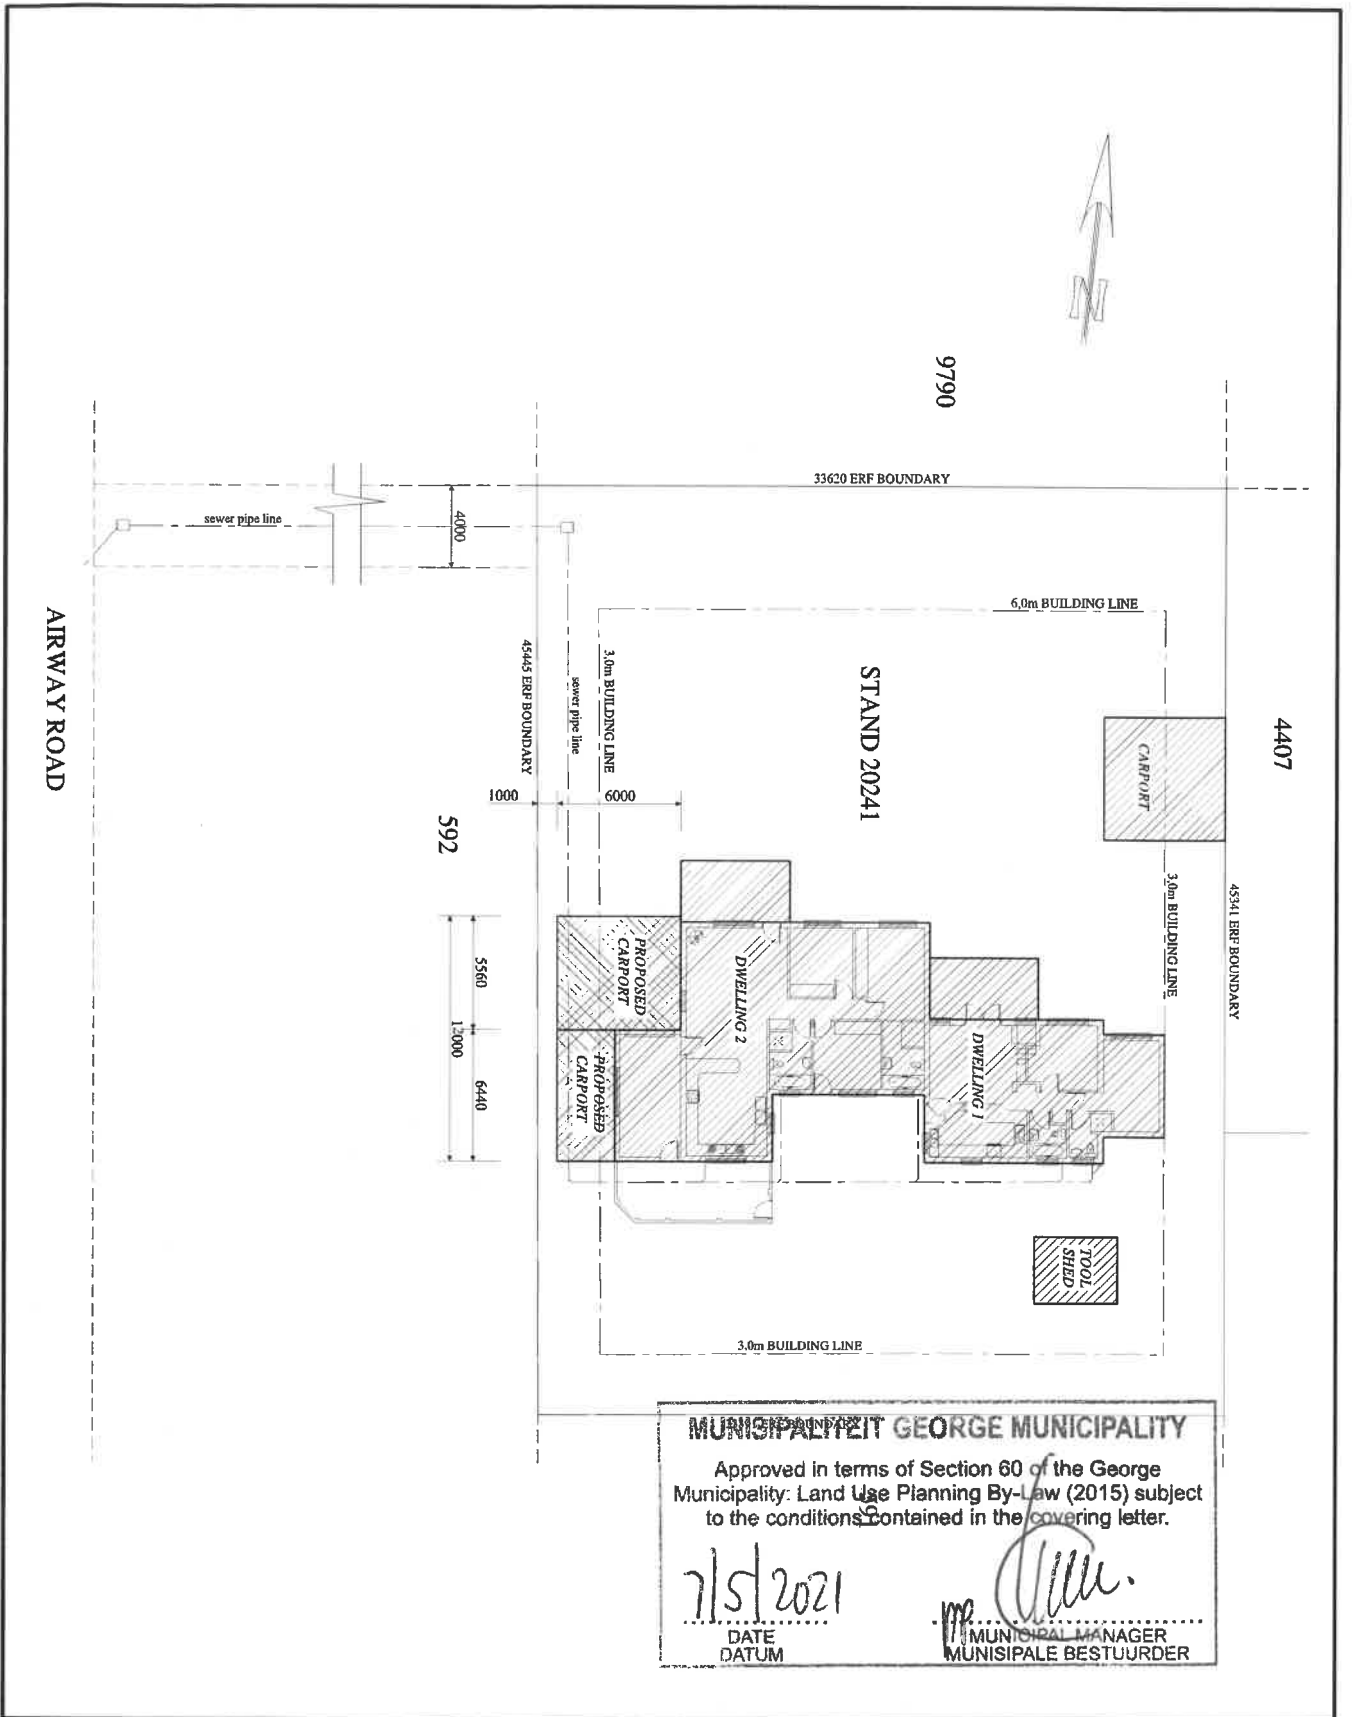 9790
33620 ERF BOUNDARY
4407
6,0m BUILDING LINE
STAND 20241
CARPORT
sewer pipe line
4000
AIRWAY ROAD
45445 ERF BOUNDARY
sewer pipe line
3,0m BUILDING LINE
1000
6000
592
3,0m BUILDING LINE
45341 ERF BOUNDARY
5560
12000
6440
PROPOSED
CARPORT
PROPOSED
CARPORT
DWELLING 2
DWELLING 1
TOOL
SHED
3,0m BUILDING LINE
N
MUNISIPALITEIT GEORGE MUNICIPALITY
BOUNDARY
Approved in terms of Section 60 of the George
Municipality: Land Use Planning By-Law (2015) subject
to the conditions contained in the covering letter.
7/5/2021
DATE
DATUM
MUNICIPAL MANAGER
MUNISIPALE BESTUURDER